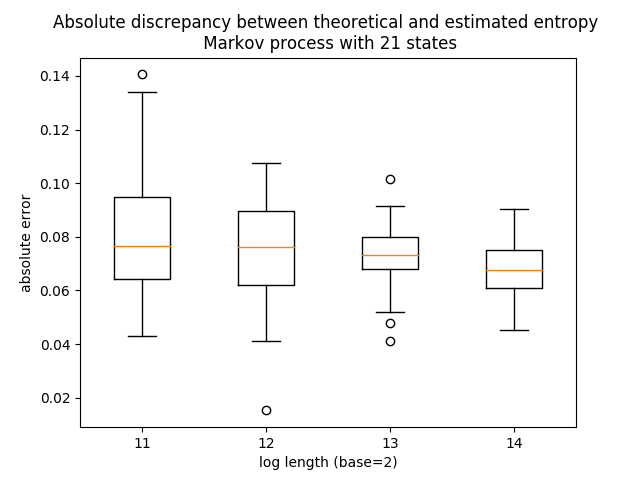 Absolute discrepancy between theoretical and estimated entropy
Markov process with 21 states
0.14
0.12
0.10
0.08
0.06
0.04
0.02
absolute error
11 12 13 14
log length (base=2)